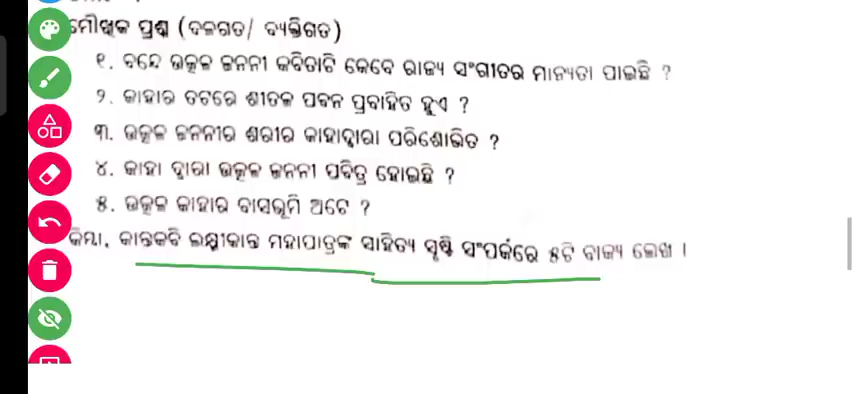 ମୌଖିକ ପ୍ରଶ୍ନ (ଦଳଗତ/ ବ୍ୟକ୍ତିଗତ)
୧. ବନ୍ଦେ ଉତ୍କଳ ଜନନୀ କବିତାଟି କେବେ ରାଜ୍ୟ ସଂଗୀତର ମାନ୍ୟତା ପାଇଛି ?
୨. କାହାର ତଟରେ ଶୀତଳ ପବନ ପ୍ରବାହିତ ହୁଏ ?
୩. ଉତ୍କଳ ଜନନୀର ଶରୀର କାହାଦ୍ୱାରା ପରିଶୋଭିତ ?
୪. କାହା ଦ୍ୱାରା ଉତ୍କଳ ଜନନୀ ପବିତ୍ର ହୋଇଛି ?
୫. ଉତ୍କଳ କାହାର ବାସଭୂମି ଅଟେ ?
କିମ୍ବା, କାନ୍ତକବି ଲକ୍ଷ୍ମୀକାନ୍ତ ମହାପାତ୍ରଙ୍କ ସାହିତ୍ୟ ସୃଷ୍ଟି ସଂପର୍କରେ ୫ଟି ବାକ୍ୟ ଲେଖ ।